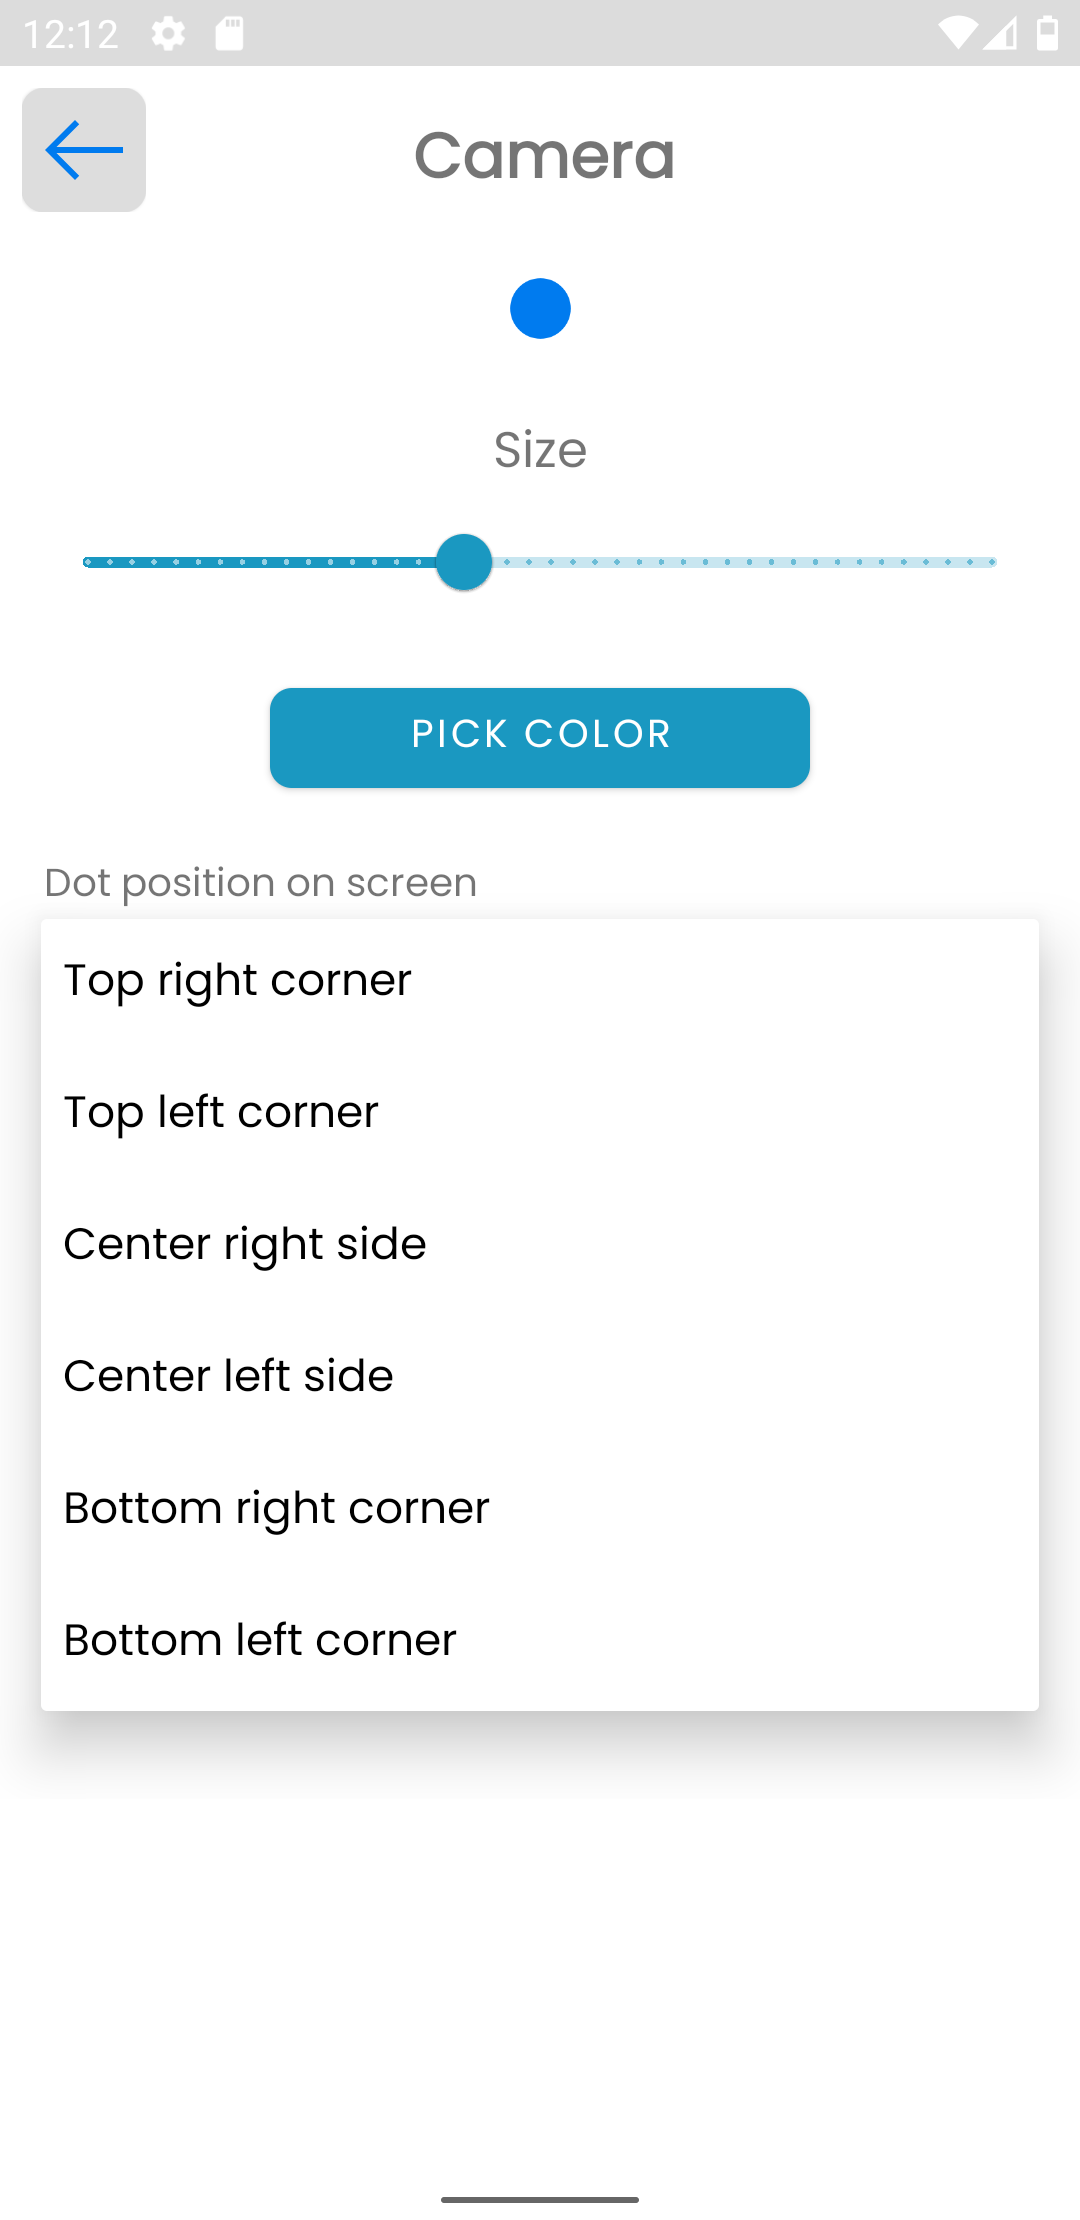 12:12
Camera
Size
PICK COLOR
Dot position on screen
Top right corner
Top left corner
Center right side
Center left side
Bottom right corner
Bottom left corner